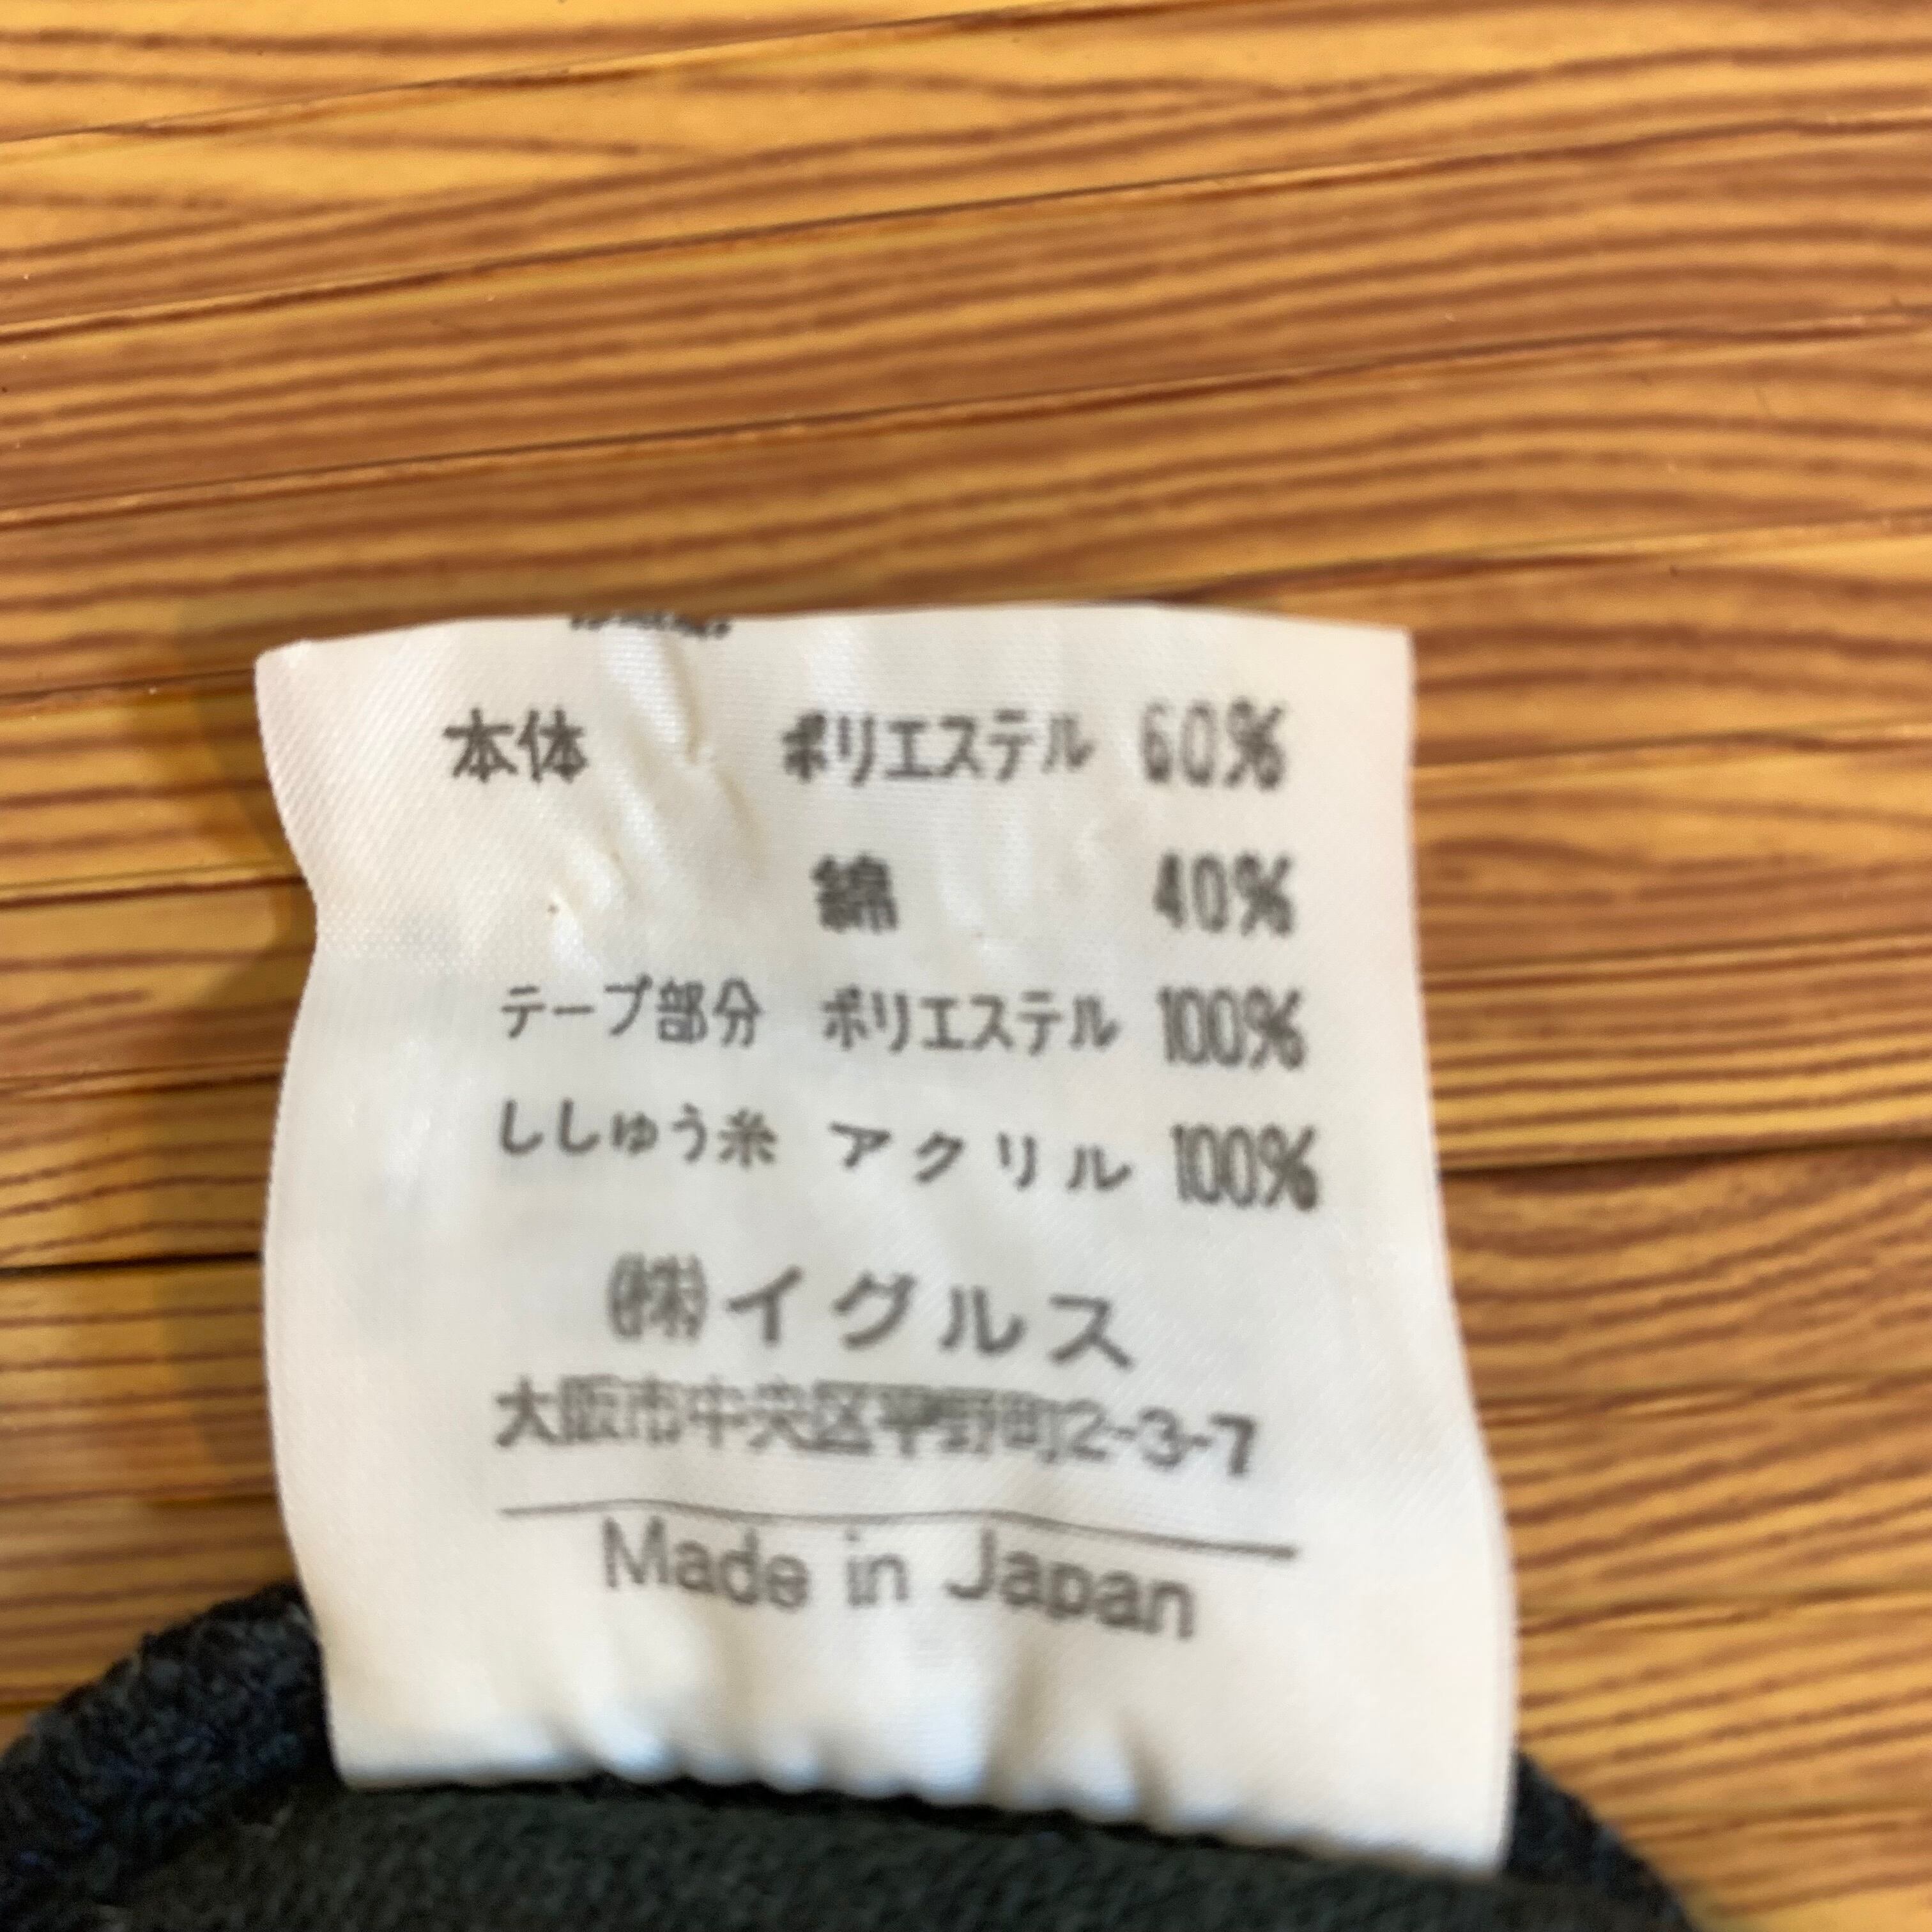 本体 ポリエステル 60%
綿 40%
テープ部分 ポリエステル 100%
ししゅう糸 アクリル 100%
㈱イグルス
大阪市中央区平野町2-3-7
Made in Japan